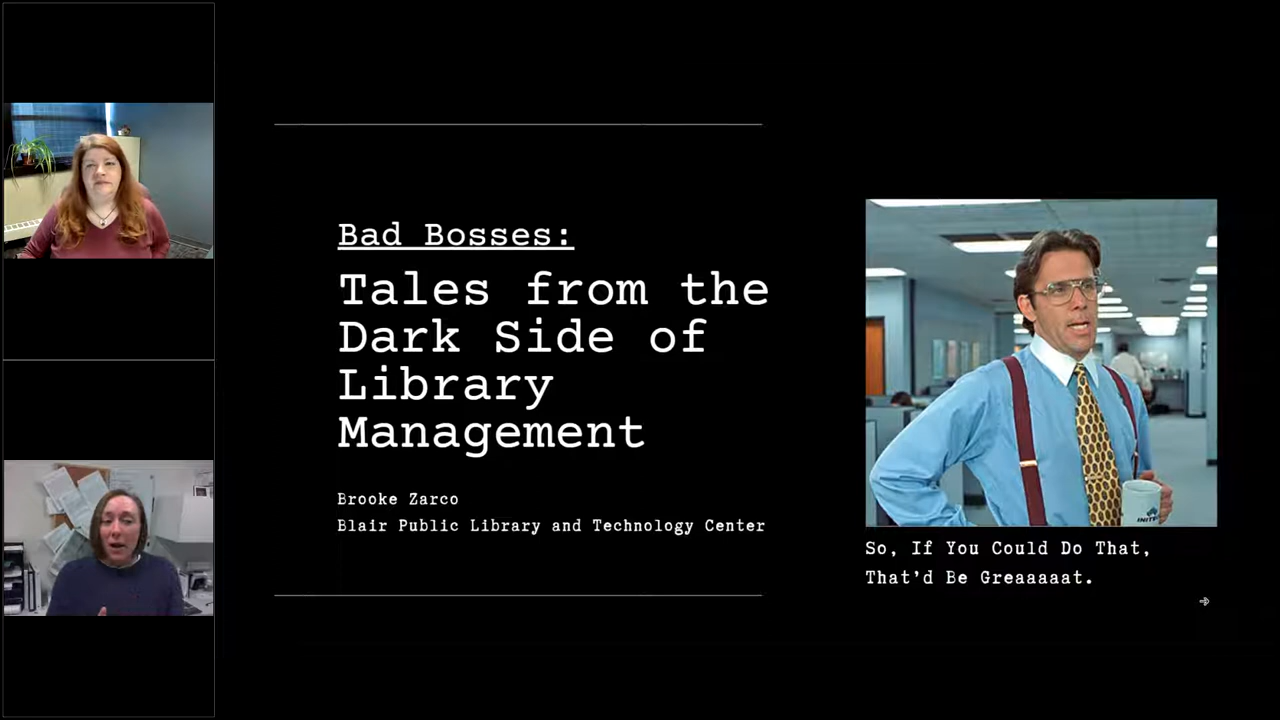 Bad Bosses:
Tales from the
Dark Side of
Library
Management
Brooke Zarco
Blair Public Library and Technology Center
INITE
So, If You Could Do That,
That'd Be Greaaaaat.